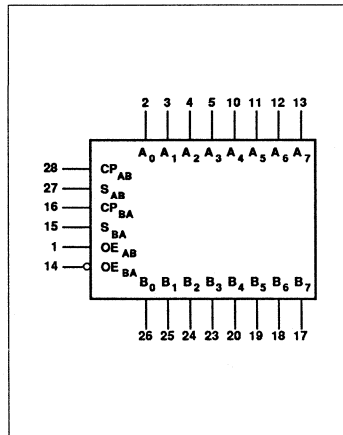 2 3 4 5 10 11 12 13
A0 A1 A2 A3 A4 A5 A6 A7
28 CPAB
27 SAB
16 CPBA
15 SBA
1 OEAB
14 OEBA
B0 B1 B2 B3 B4 B5 B6 B7
26 25 24 23 20 19 18 17